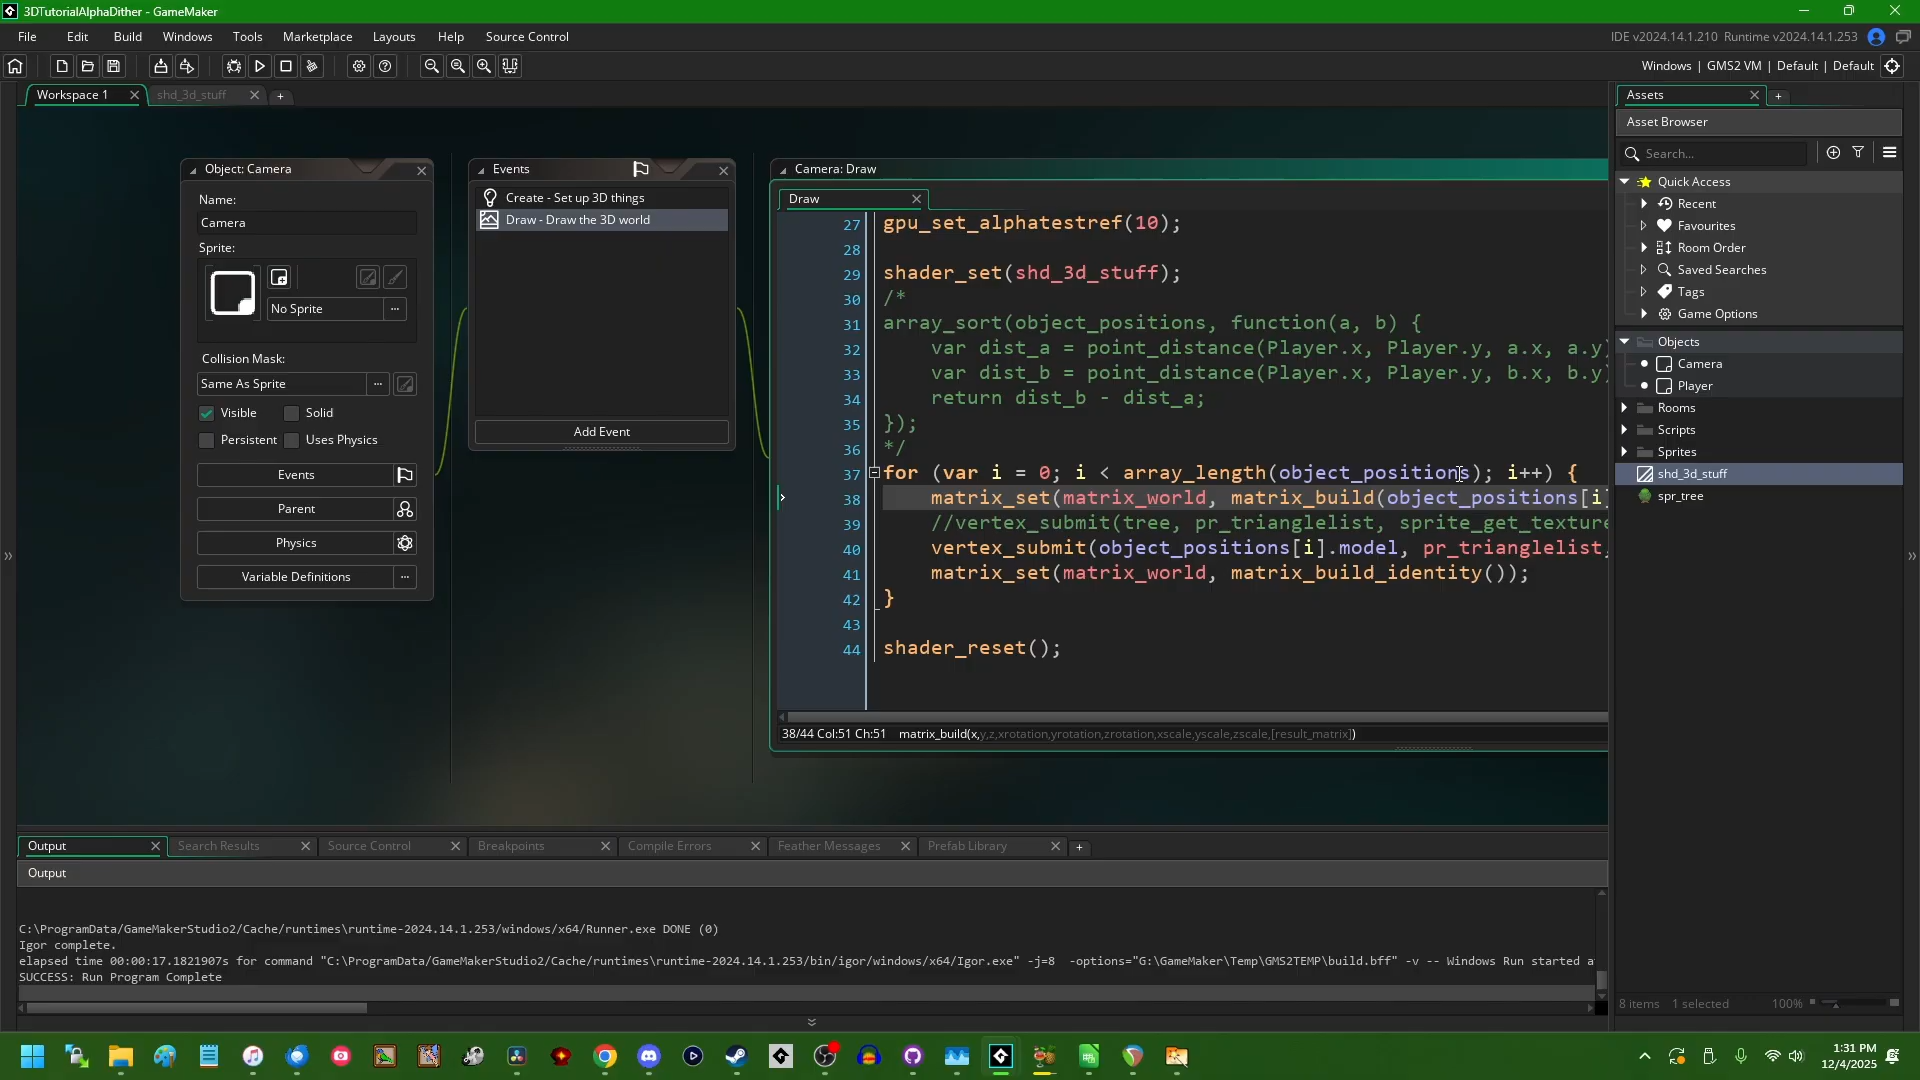 3DTutorialAlphaDither - GameMaker
File Edit Build Windows Tools Marketplace Layouts Help Source Control
IDE v2024.14.1.210 Runtime v2024.14.1.253
Windows | GMS2 VM | Default | Default
Workspace 1
shd_3d_stuff
Object: Camera
Name:
Camera
Sprite:
No Sprite
Collision Mask:
Same As Sprite
Visible
Solid
Persistent
Uses Physics
Events
Parent
Physics
Variable Definitions
Events
Create - Set up 3D things
Draw - Draw the 3D world
Add Event
Camera: Draw
Draw
27 gpu_set_alphatestref(10);
28
29 shader_set(shd_3d_stuff);
30 /*
31 array_sort(object_positions, function(a, b) {
32 var dist_a = point_distance(Player.x, Player.y, a.x, a.y)
33 var dist_b = point_distance(Player.x, Player.y, b.x, b.y)
34 return dist_b - dist_a;
35 });
36 */
37 for (var i = 0; i < array_length(object_positions); i++) {
38 matrix_set(matrix_world, matrix_build(object_positions[i]
39 //vertex_submit(tree, pr_trianglelist, sprite_get_texture
40 vertex_submit(object_positions[i].model, pr_trianglelist,
41 matrix_set(matrix_world, matrix_build_identity());
42 }
43
44 shader_reset();
38/44 Col:51 Ch:51 matrix_build(x,y,z,xrotation,yrotation,zrotation,xscale,yscale,zscale,[result_matrix])
Assets
Asset Browser
Search...
Quick Access
Recent
Favourites
Room Order
Saved Searches
Tags
Game Options
Objects
Camera
Player
Rooms
Scripts
Sprites
shd_3d_stuff
spr_tree
8 items 1 selected 100%
Output
Search Results
Source Control
Breakpoints
Compile Errors
Feather Messages
Prefab Library
Output
C:\ProgramData/GameMakerStudio2/Cache/runtimes\runtime-2024.14.1.253/windows/x64/Runner.exe DONE (0)
Igor complete.
elapsed time 00:00:17.1821907s for command "C:\ProgramData/GameMakerStudio2/Cache/runtimes\runtime-2024.14.1.253/bin/igor/windows/x64/Igor.exe" -j=8 -options="G:\GameMaker\Temp\GMS2TEMP\build.bff" -v -- Windows Run started a
SUCCESS: Run Program Complete
1:31 PM
12/4/2025